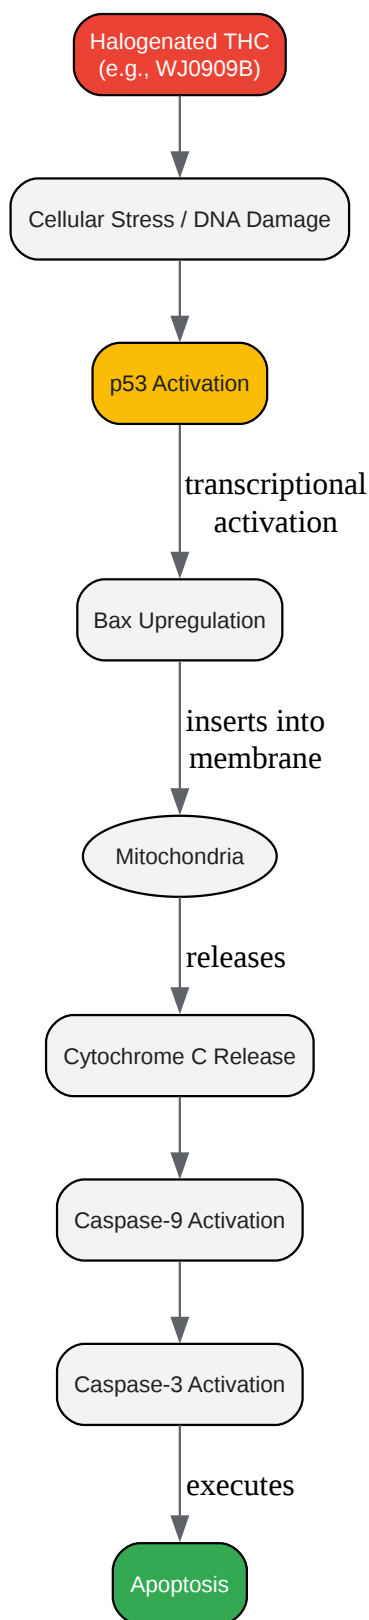 Halogenated THC
(e.g., WJ0909B)
Cellular Stress / DNA Damage
p53 Activation
transcriptional
activation
Bax Upregulation
inserts into
membrane
Mitochondria
releases
Cytochrome C Release
Caspase-9 Activation
Caspase-3 Activation
executes
Apoptosis